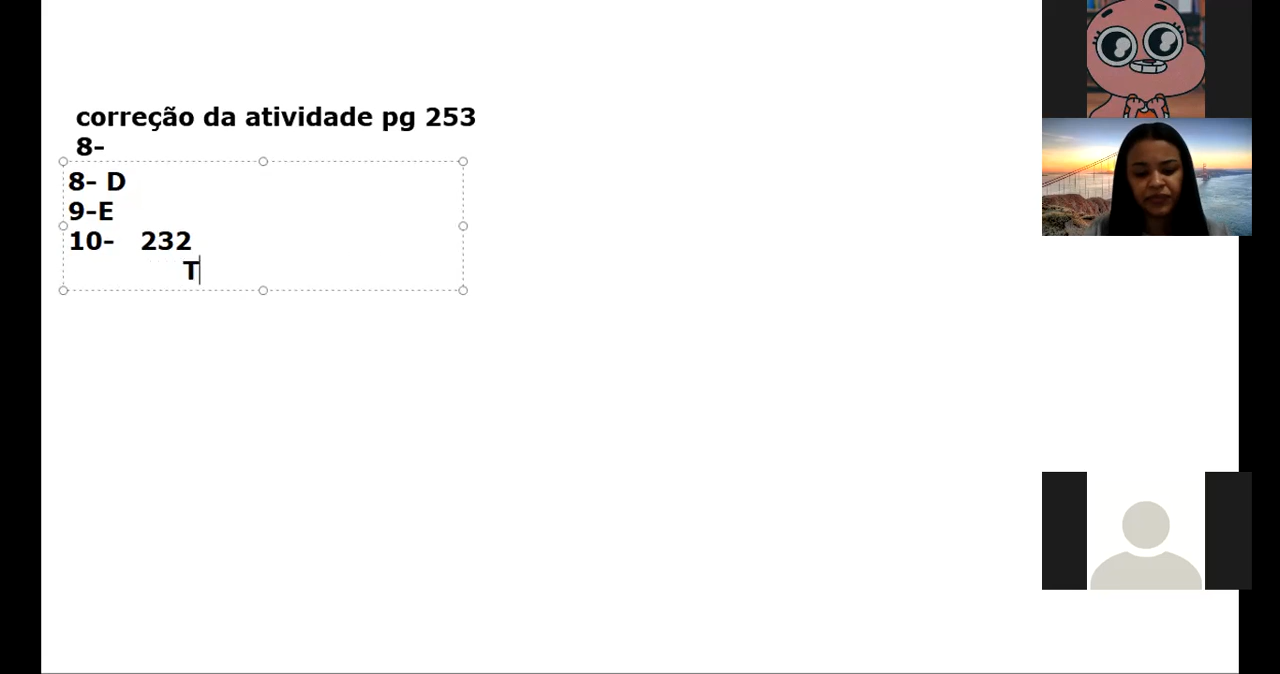 correção da atividade pg 253
8-
8- D
9-E
10- 232
T